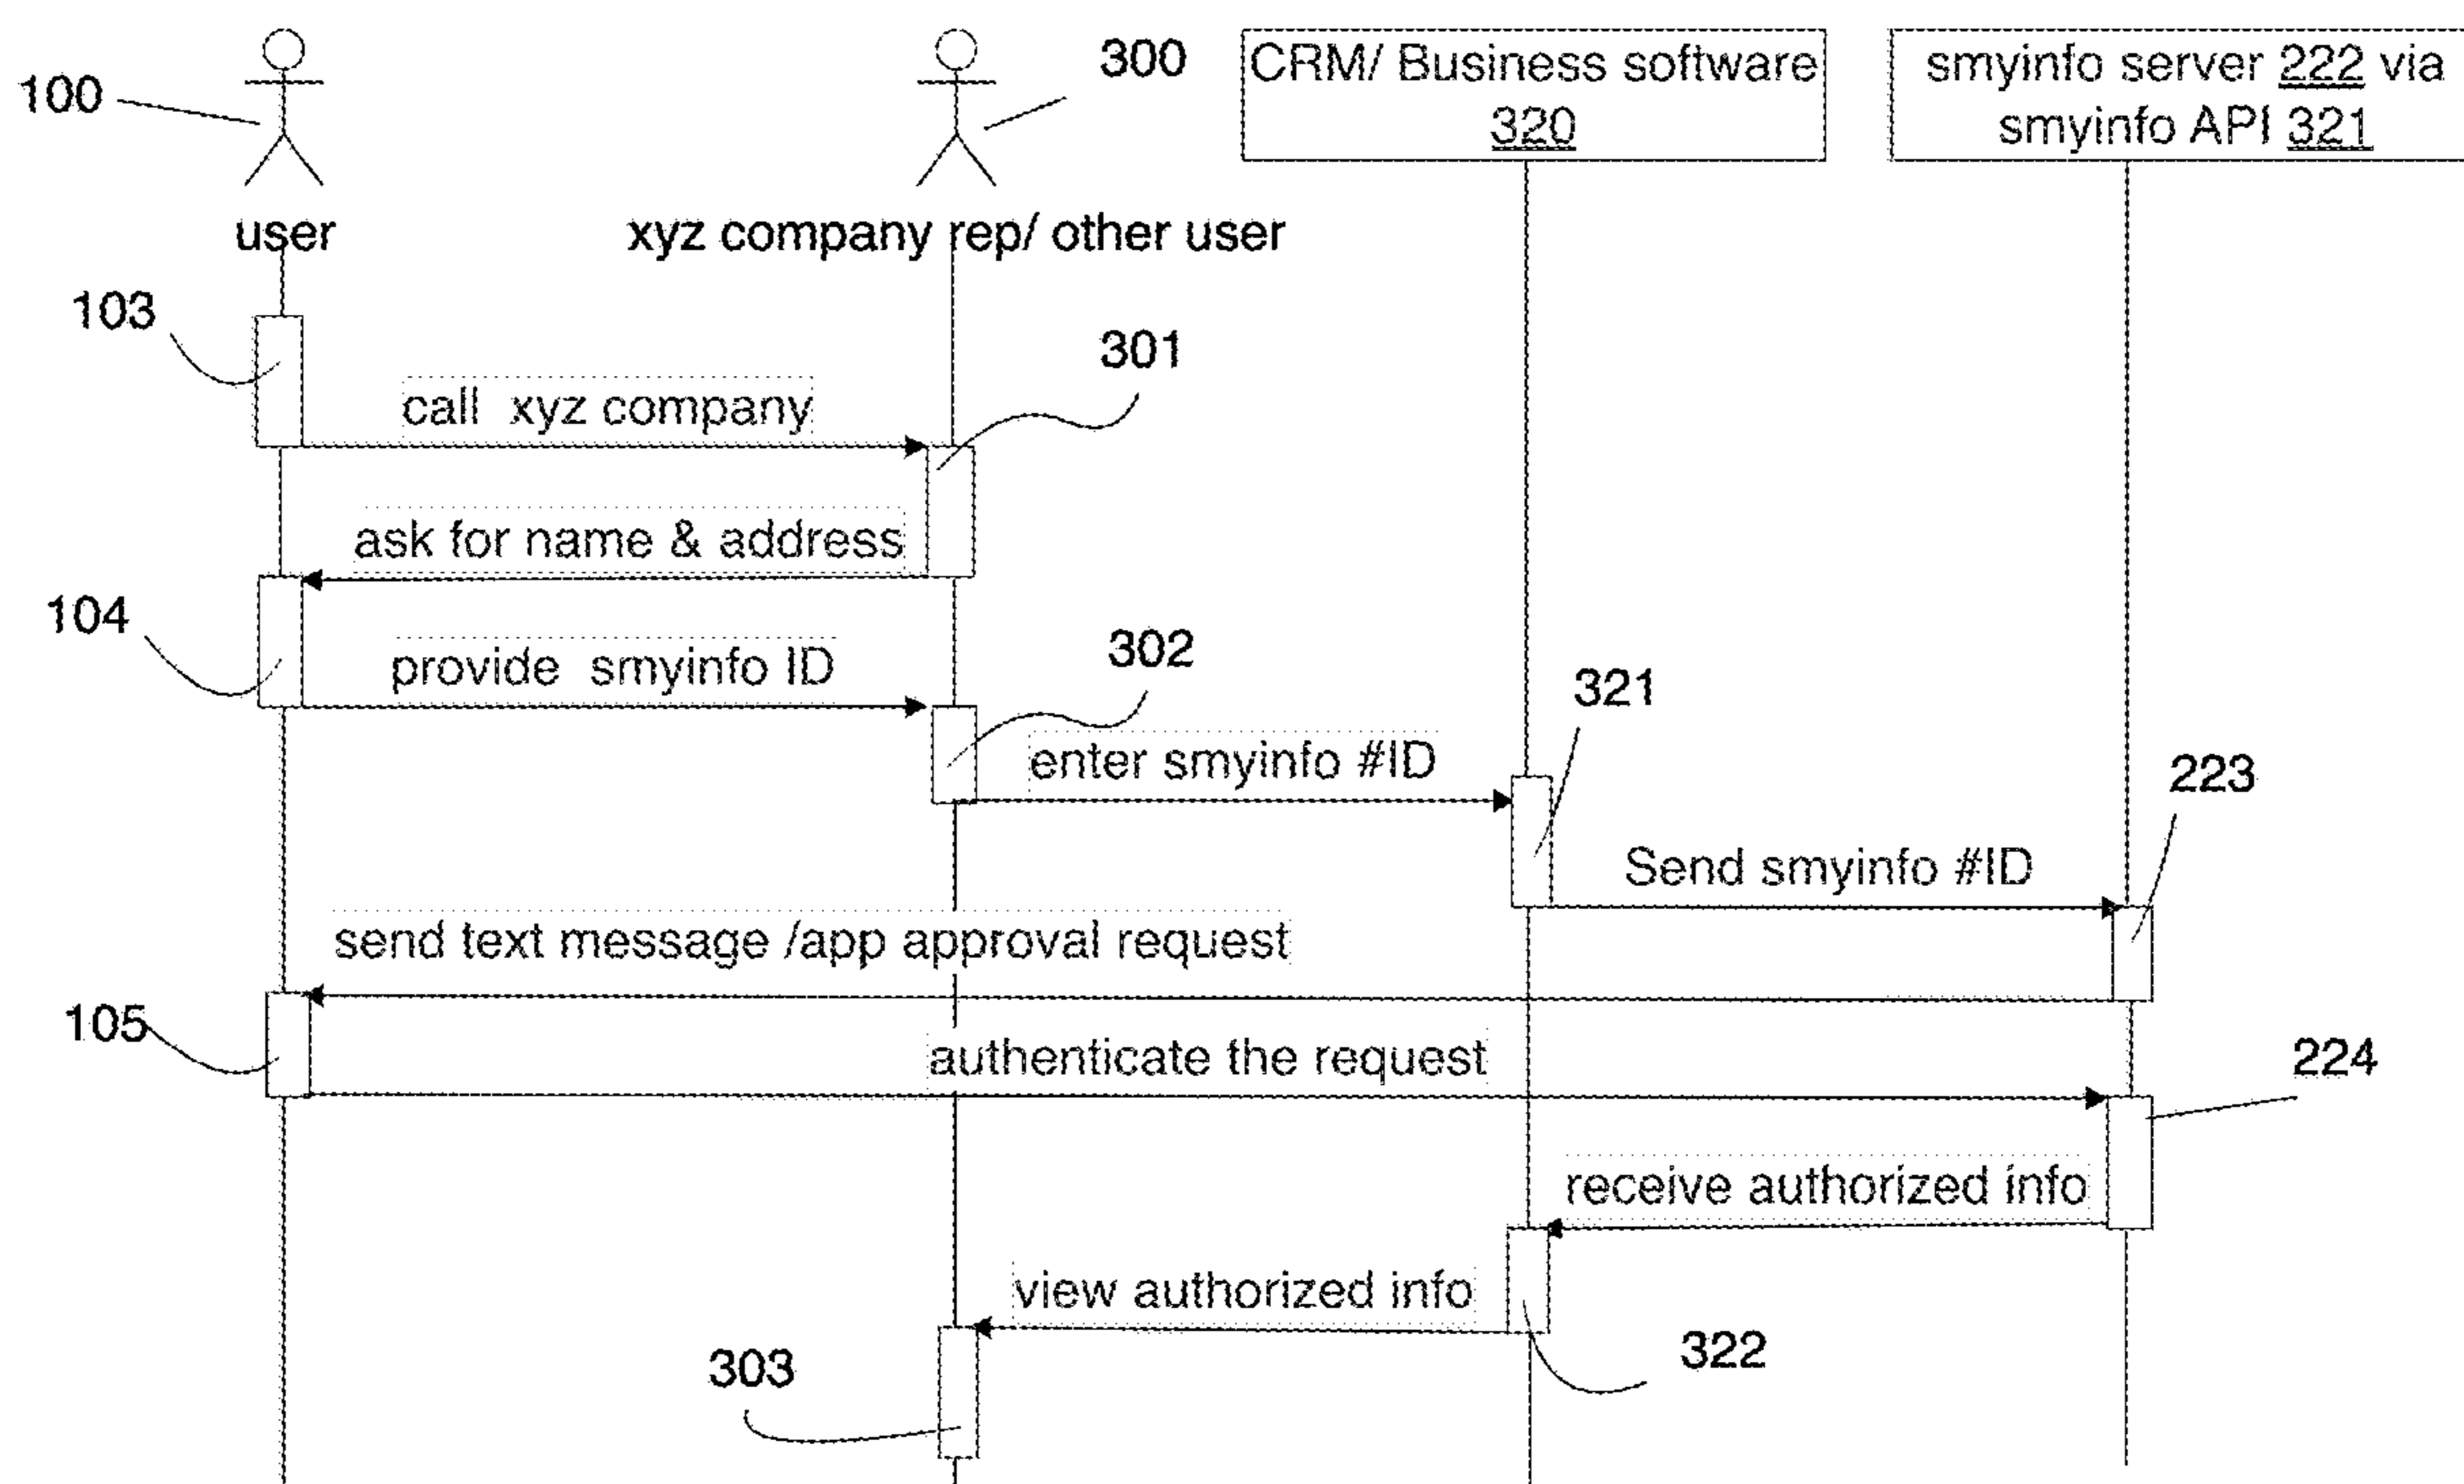 100
300
CRM/ Business software
320
smyinfo server 222 via
smyinfo API 321
user
xyz company rep/ other user
103
301
call xyz company
ask for name & address
104
provide smyinfo ID
302
enter smyinfo #ID
321
223
Send smyinfo #ID
send text message /app approval request
105
authenticate the request
224
receive authorized info
view authorized info
322
303